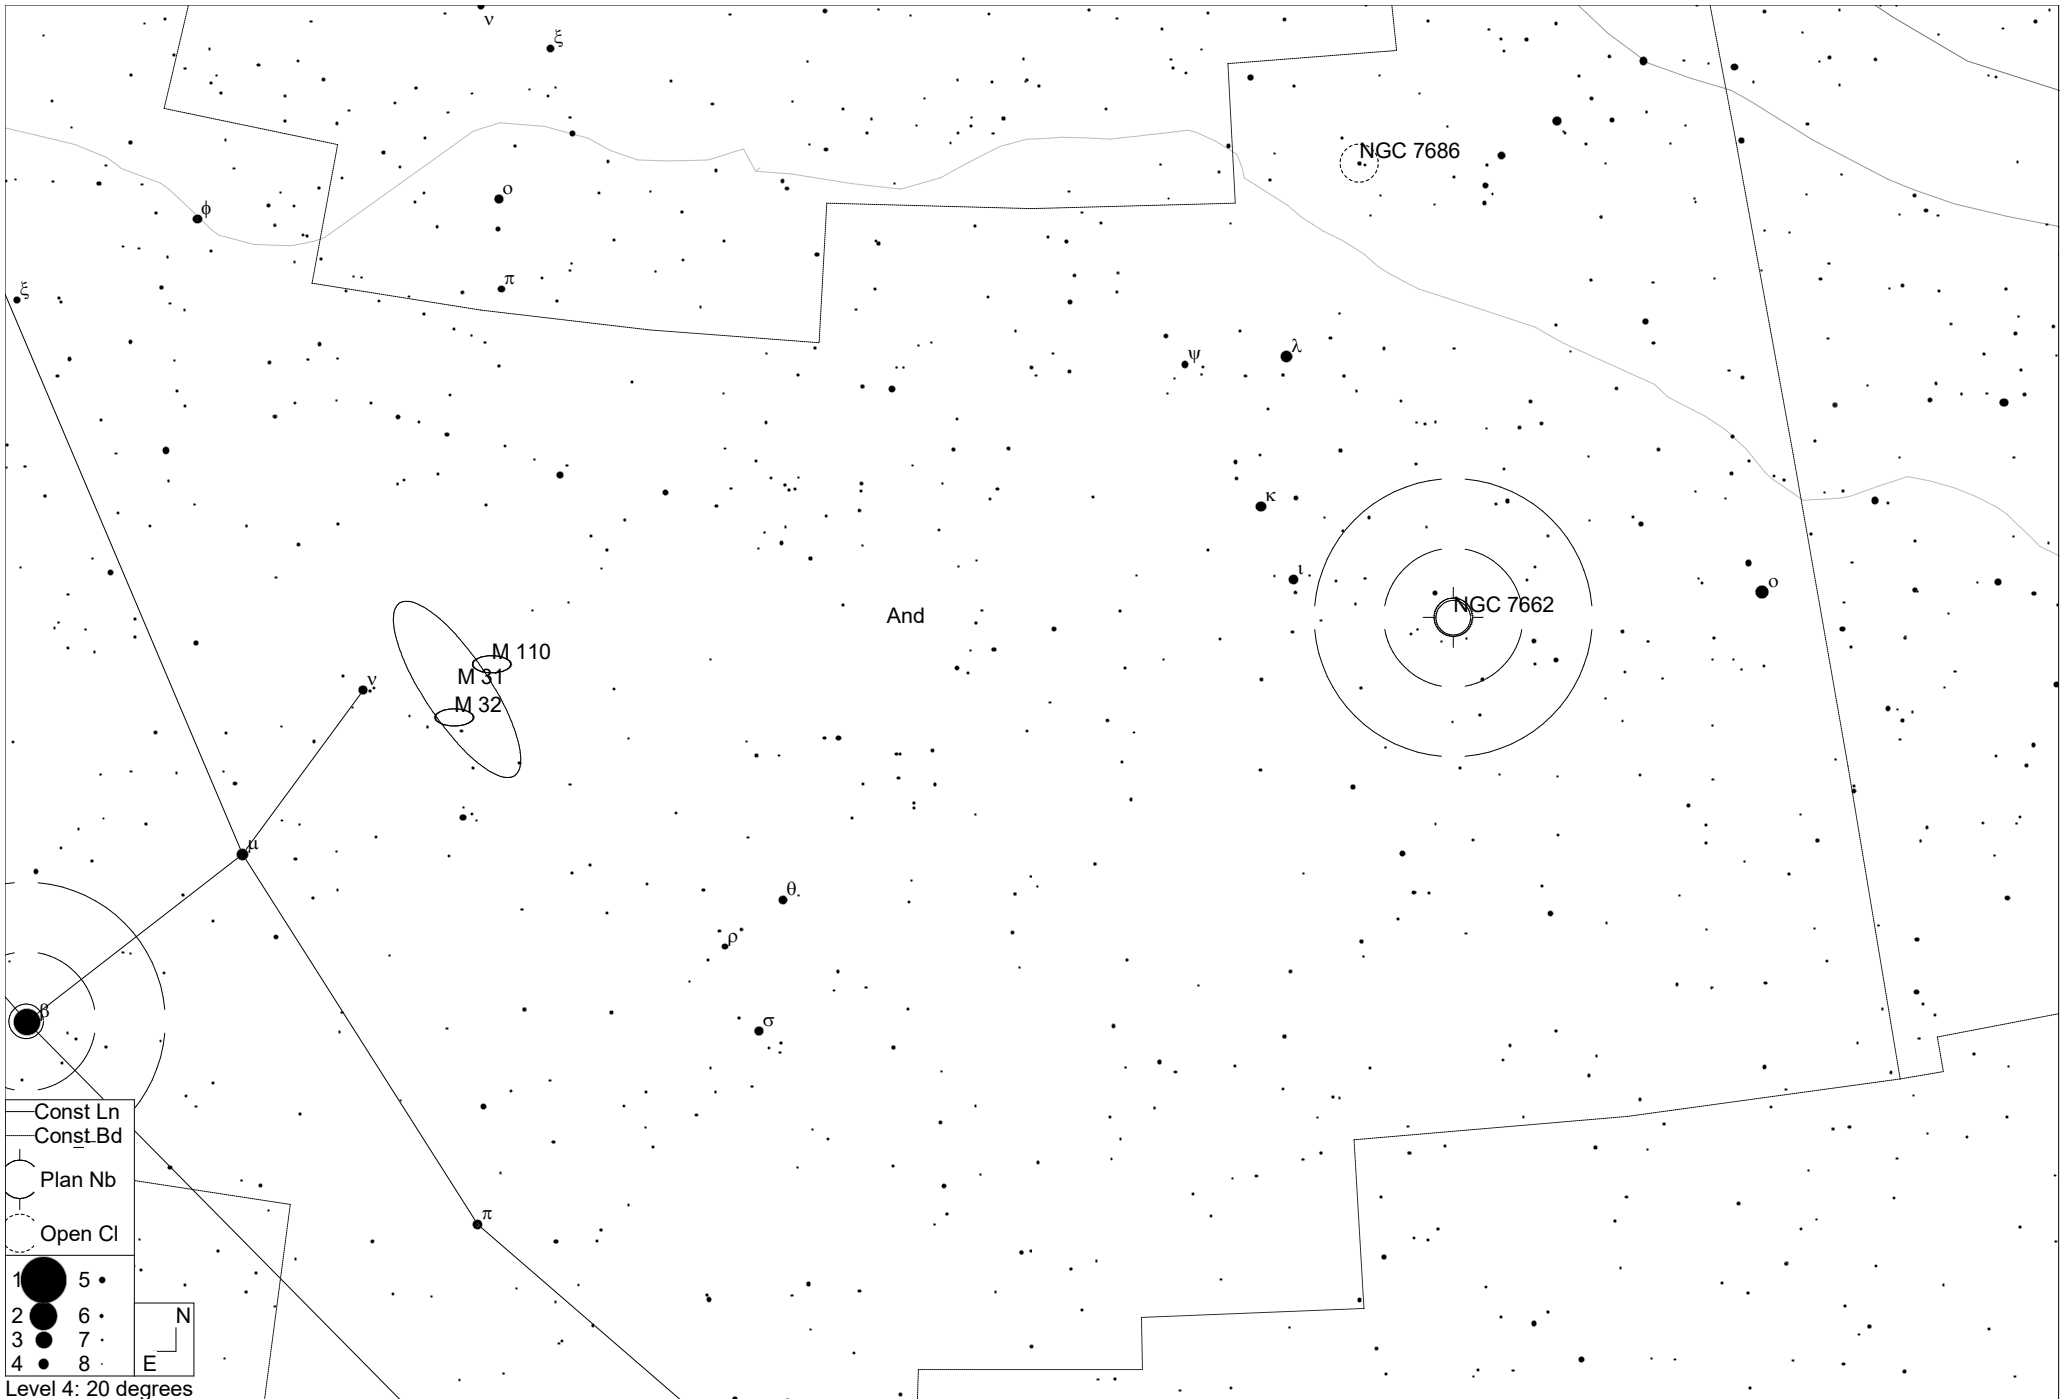 ν
ξ
NGC 7686
ο
φ
π
ξ
λ
ψ
κ
ι
ο
NGC 7662
And
M 110
M 31
ν
M 32
μ
θ
ρ
β
σ
Const Ln
Const Bd
Plan Nb
π
Open Cl
1 5
2 6
3 7
4 8
N
E
Level 4: 20 degrees